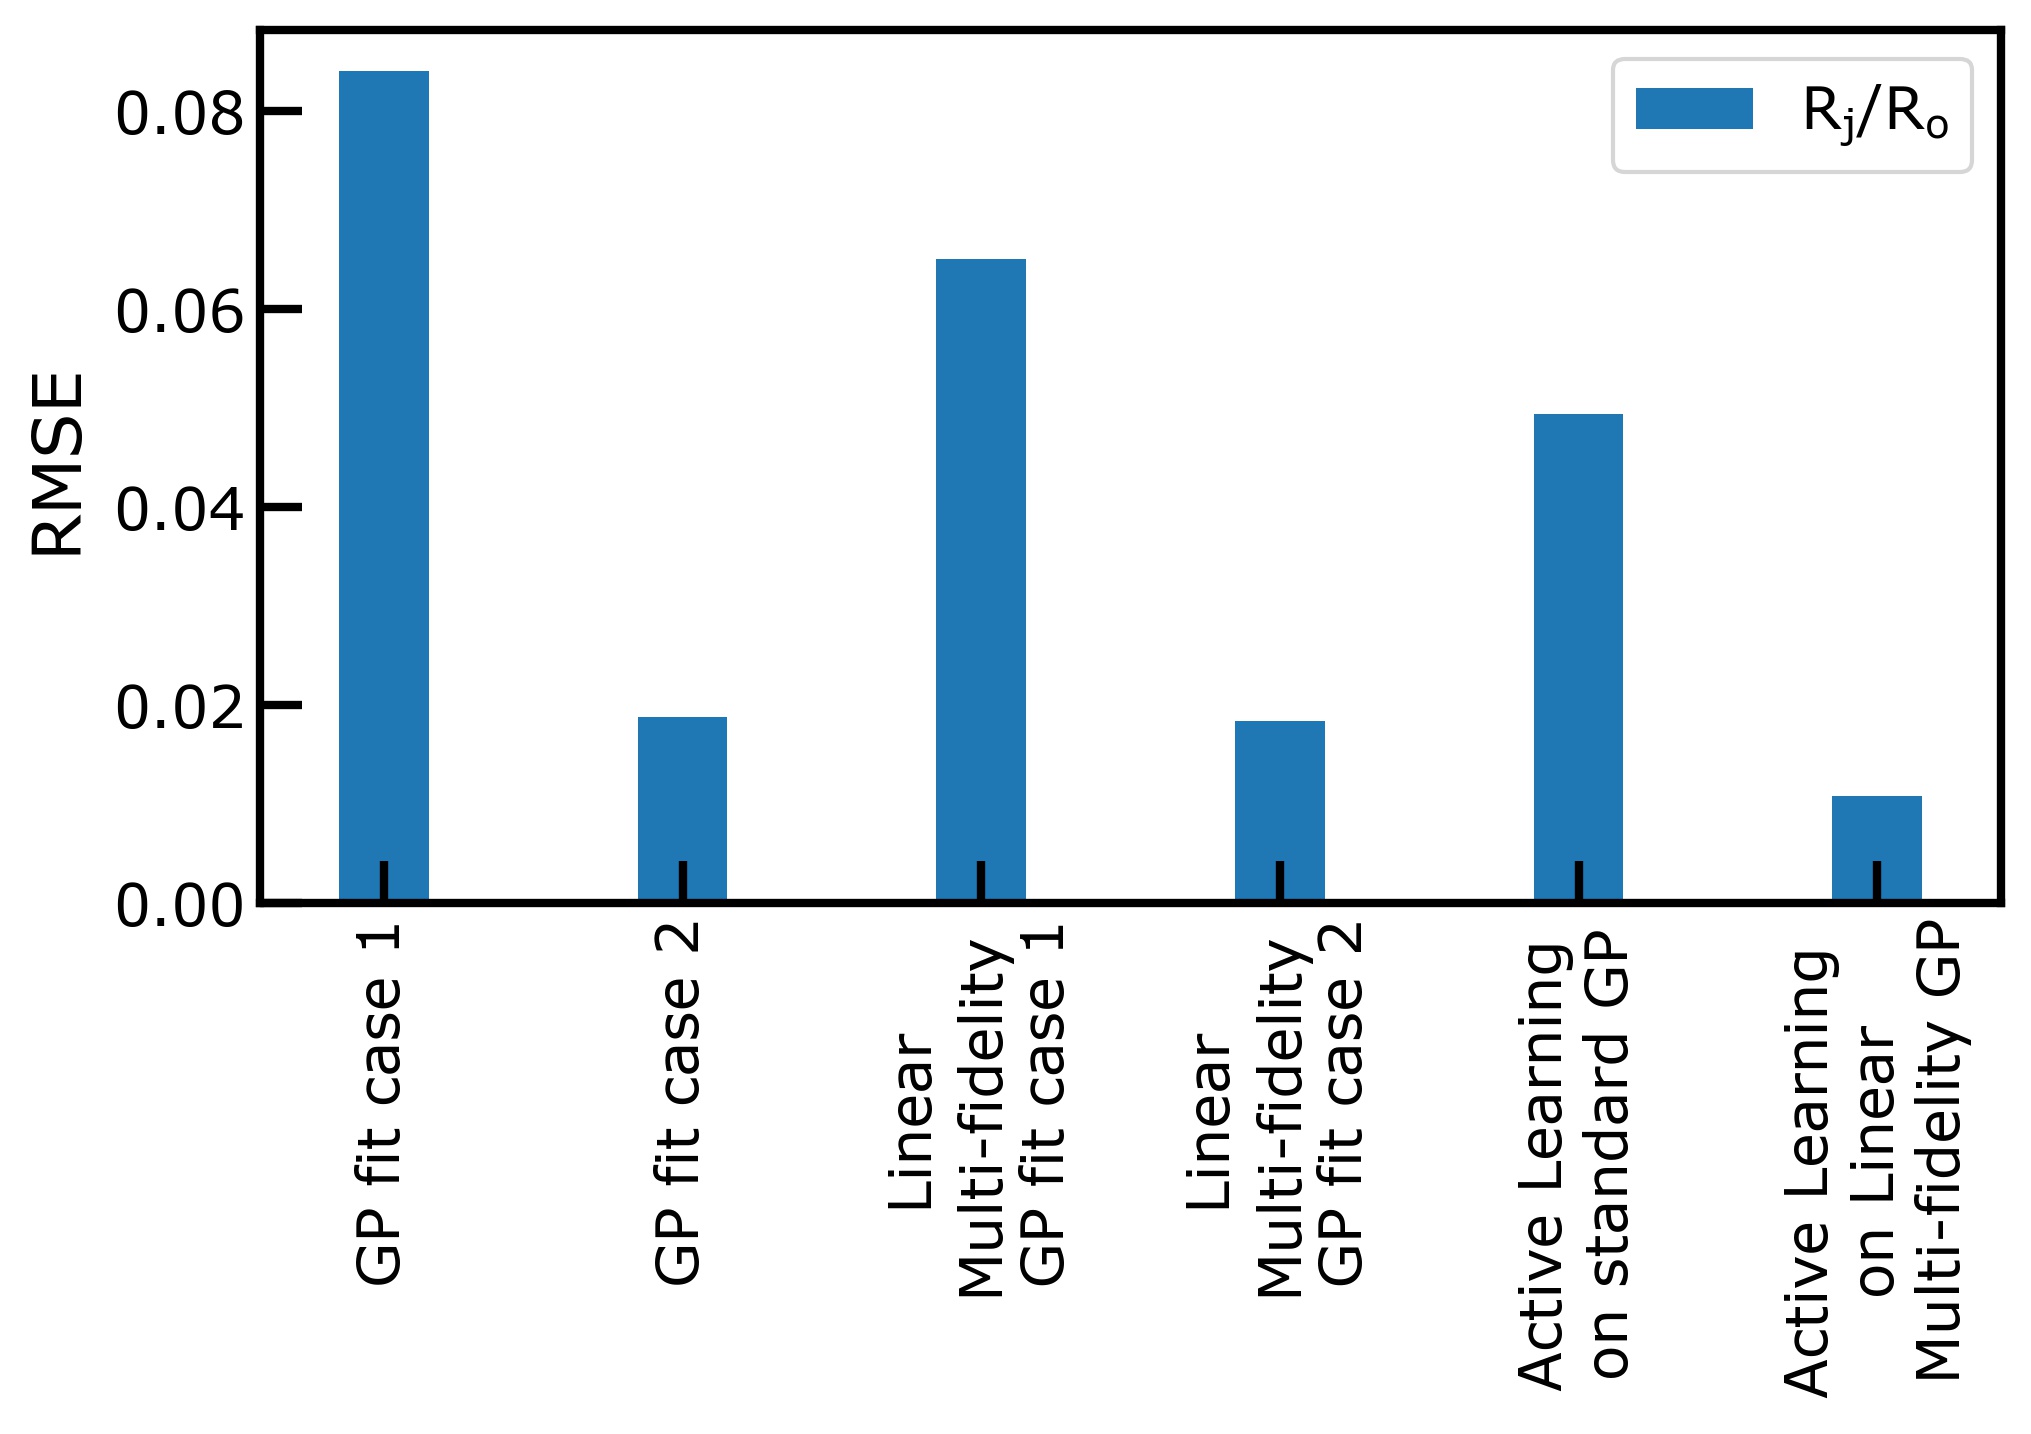 RMSE
0.08
0.06
0.04
0.02
0.00
Rj/Ro
GP fit case 1
GP fit case 2
Linear
Multi-fidelity
GP fit case 1
Linear
Multi-fidelity
GP fit case 2
Active Learning
on standard GP
Active Learning
on Linear
Multi-fidelity GP